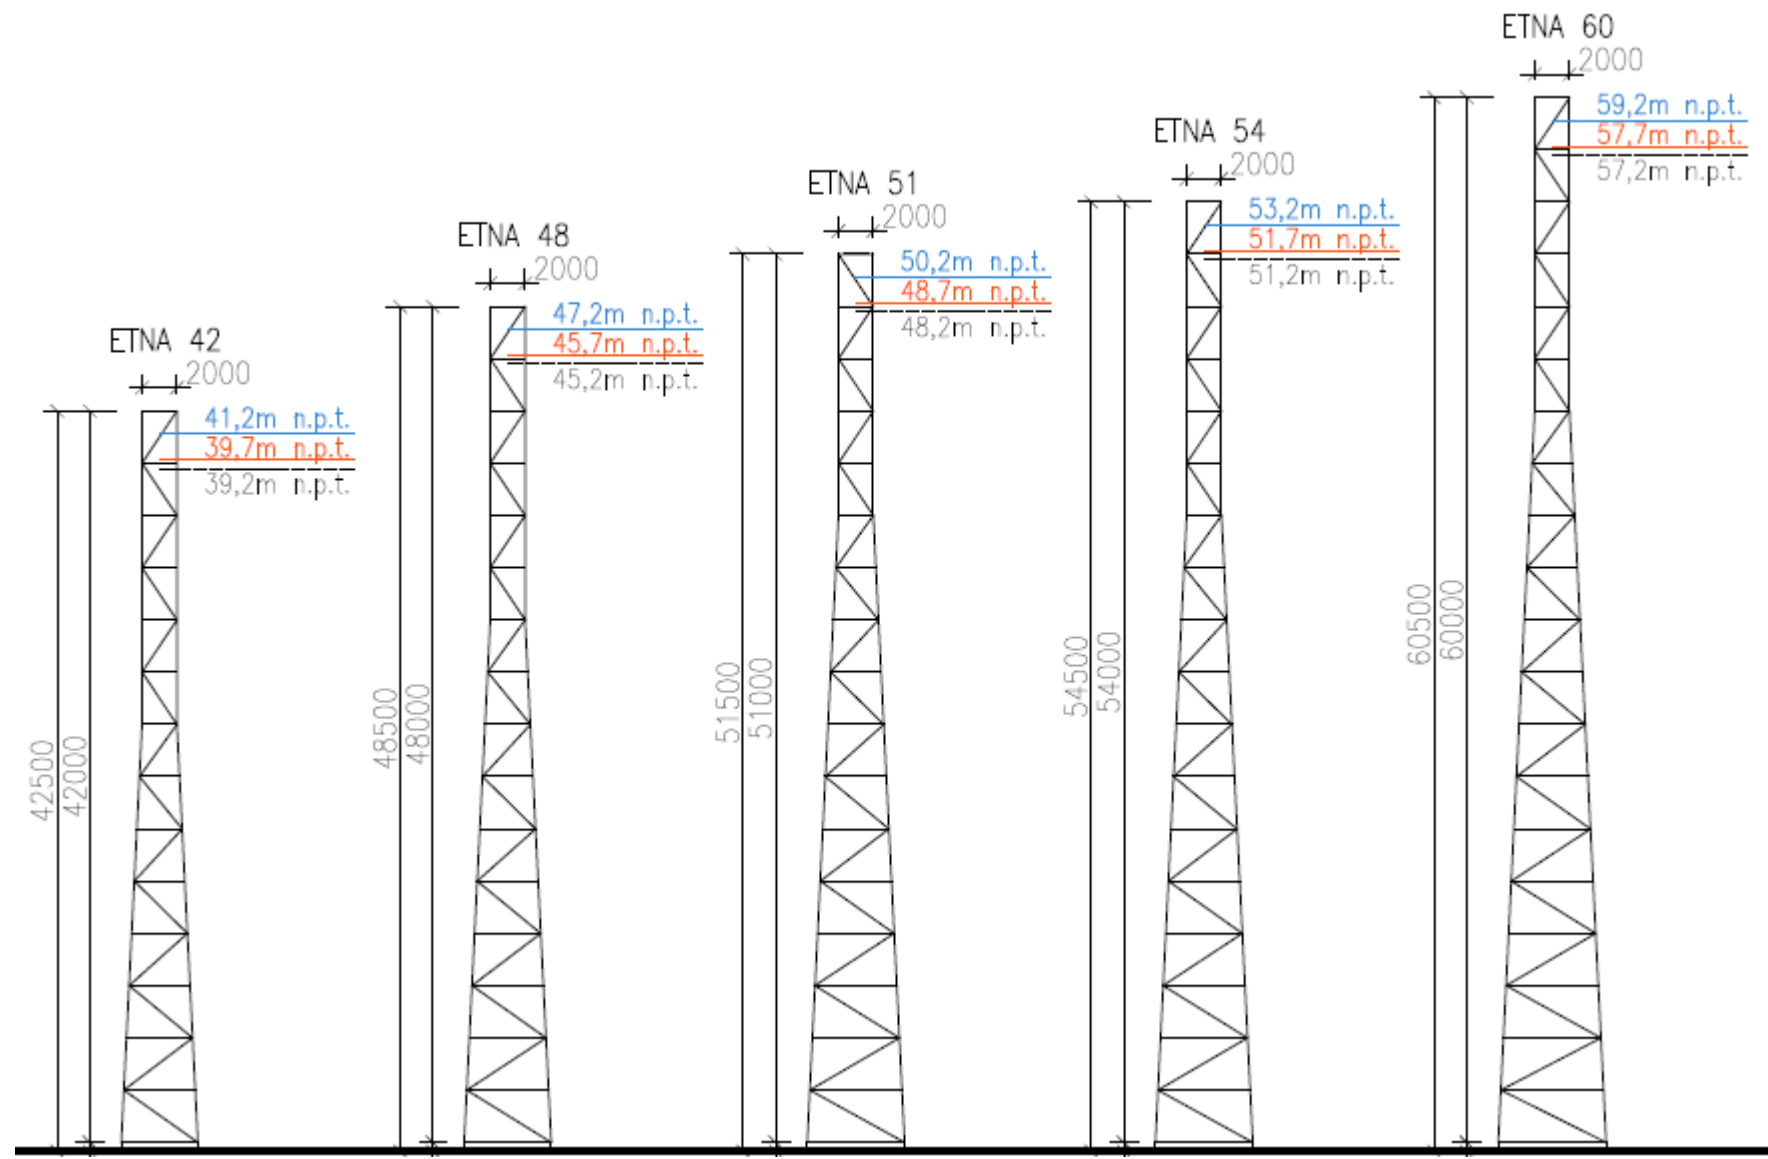 ETNA 42
2000
41,2m n.p.t.
39,7m n.p.t.
39,2m n.p.t.
42500
42000
ETNA 48
2000
47,2m n.p.t.
45,7m n.p.t.
45,2m n.p.t.
48500
48000
ETNA 51
2000
50,2m n.p.t.
48,7m n.p.t.
48,2m n.p.t.
51500
51000
ETNA 54
2000
53,2m n.p.t.
51,7m n.p.t.
51,2m n.p.t.
54500
54000
ETNA 60
2000
59,2m n.p.t.
57,7m n.p.t.
57,2m n.p.t.
60500
60000